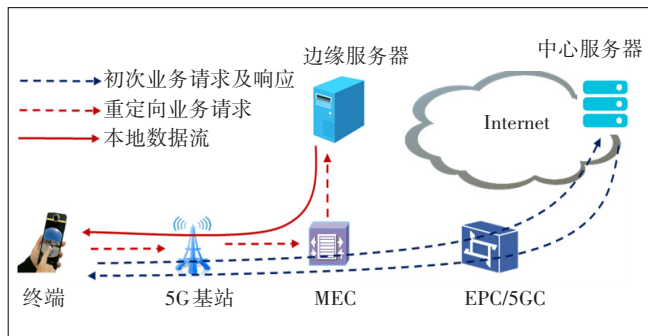 边缘服务器
中心服务器
初次业务请求及响应
重定向业务请求
本地数据流
Internet
终端
5G基站
MEC
EPC/5GC